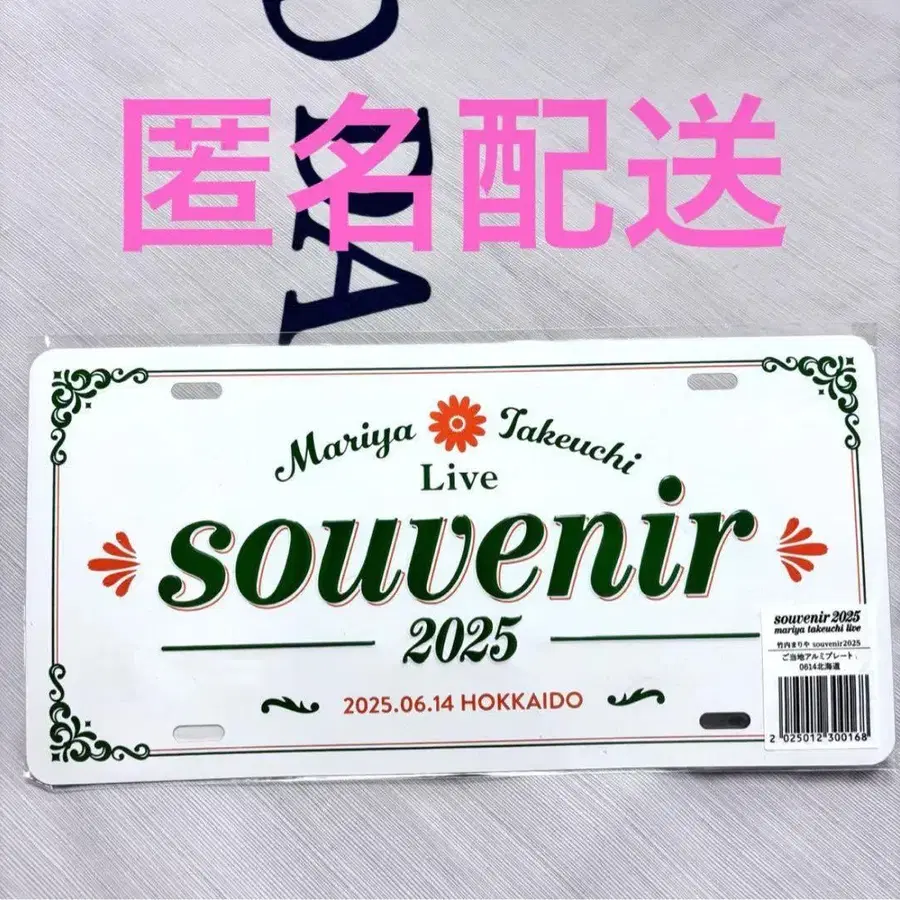 匿名配送
Mariya Takeuchi
Live
souvenir
2025
2025.06.14 HOKKAIDO
souvenir 2025
mariya takeuchi live
竹内まりや souvenir2025
ご当地アルミプレート、
0614北海道
2 025012 300168